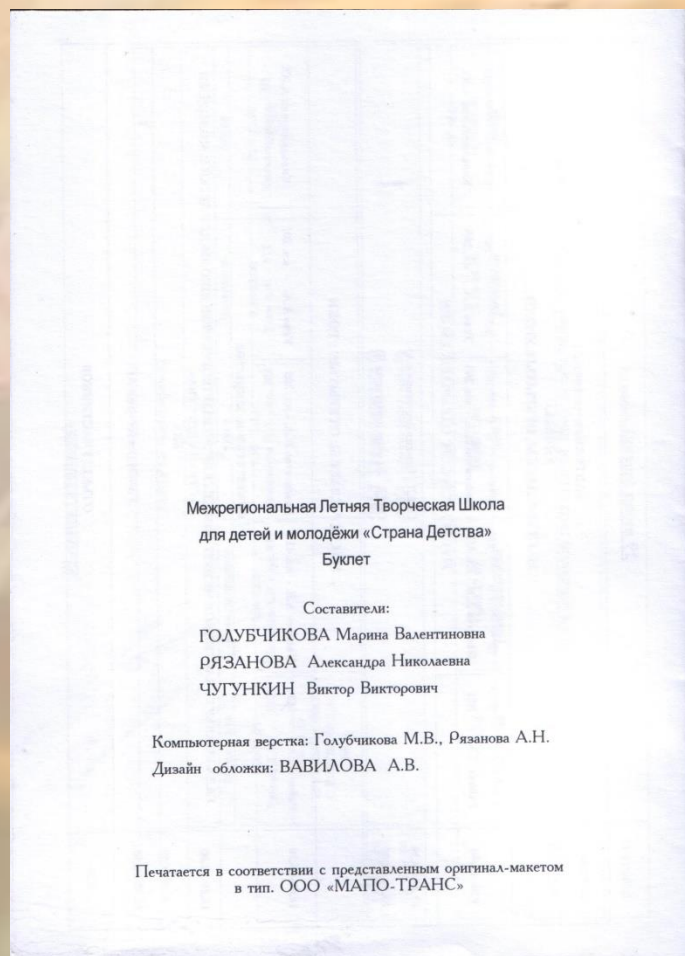 Межрегиональная Летняя Творческая Школа
для детей и молодёжи «Страна Детства»
Буклет
Составители:
ГОЛУБЧИКОВА Марина Валентиновна
РЯЗАНОВА Александра Николаевна
ЧУГУНКИН Виктор Викторович
Компьютерная верстка: Голубчикова М.В., Рязанова А.Н.
Дизайн обложки: ВАВИЛОВА А.В.
Печатается в соответствии с представленным оригинал-макетом
в тип. ООО «МАПО-ТРАНС»